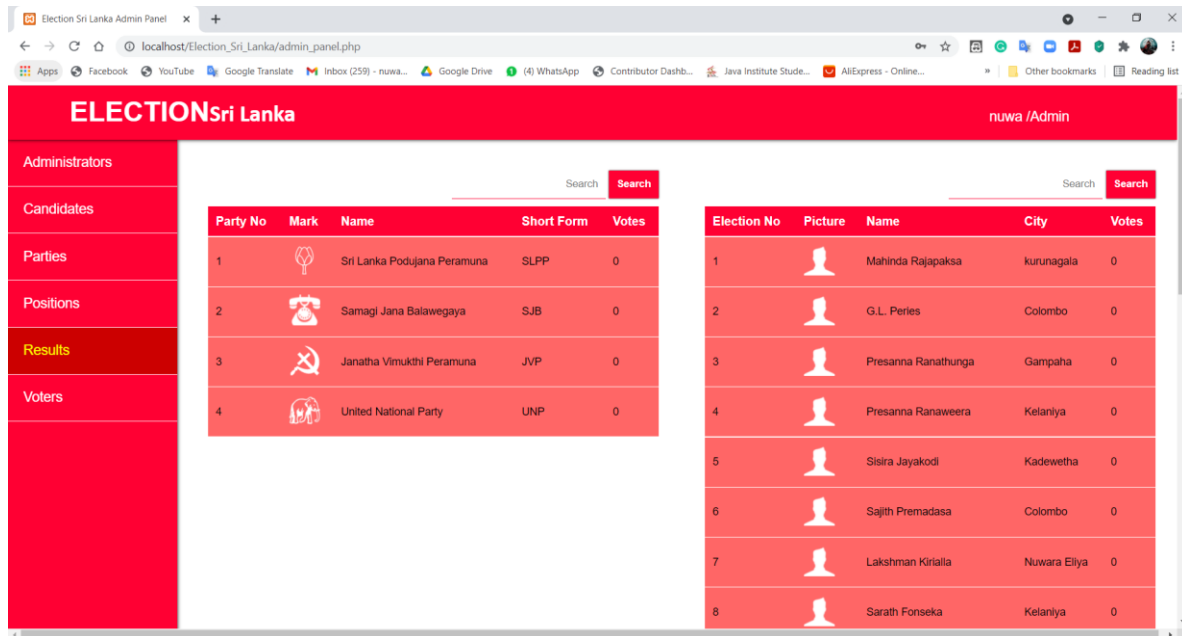 Election Sri Lanka Admin Panel
localhost/Election_Sri_Lanka/admin_panel.php
Apps Facebook YouTube Google Translate Inbox (259) - nuwa... Google Drive (4) WhatsApp Contributor Dashb... Java Institute Stude... AliExpress - Online... » Other bookmarks Reading list
ELECTIONSri Lanka nuwa /Admin
Administrators
Candidates
Parties
Positions
Results
Voters
Search Search
Party No Mark Name Short Form Votes
1 Sri Lanka Podujana Peramuna SLPP 0
2 Samagi Jana Balawegaya SJB 0
3 Janatha Vimukthi Peramuna JVP 0
4 United National Party UNP 0
Search Search
Election No Picture Name City Votes
1 Mahinda Rajapaksa kurunagala 0
2 G.L. Peries Colombo 0
3 Presanna Ranathunga Gampaha 0
4 Presanna Ranaweera Kelaniya 0
5 Sisira Jayakodi Kadewetha 0
6 Sajith Premadasa Colombo 0
7 Lakshman Kirialla Nuwara Eliya 0
8 Sarath Fonseka Kelaniya 0